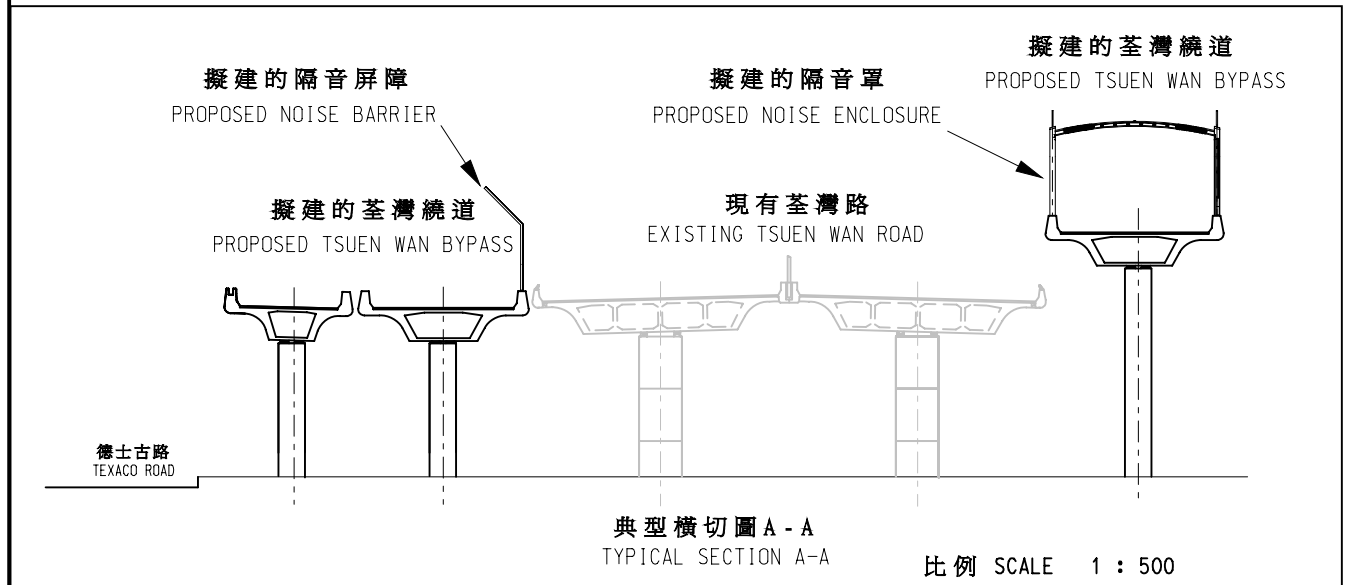 擬建的荃灣繞道
PROPOSED TSUEN WAN BYPASS
擬建的隔音屏障
PROPOSED NOISE BARRIER
擬建的隔音罩
PROPOSED NOISE ENCLOSURE
擬建的荃灣繞道
PROPOSED TSUEN WAN BYPASS
現有荃灣路
EXISTING TSUEN WAN ROAD
德士古路
TEXACO ROAD
典型橫切圖A-A
TYPICAL SECTION A-A
比例 SCALE 1 : 500